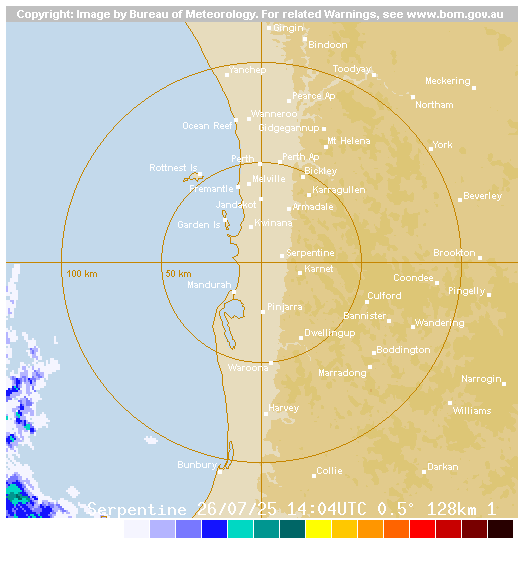 Copyright: Image by Bureau of Meteorology. For related Warnings, see www.bom.gov.au
Gingin
Bindoon
Yanchep
Toodyay
Meckering
Pearce Ap
Northam
Wanneroo
Ocean Reef
Gidgegannup
Mt Helena
York
Perth
Perth Ap
Rottnest Is
Bickley
Melville
Fremantle
Karragullen
Beverley
Jandakot
Armadale
Garden Is
Kwinana
Serpentine
Brookton
100 km
50 km
Karnet
Mandurah
Coondee
Pingelly
Culford
Pinjarra
Bannister
Wandering
Dwellingup
Boddington
Waroona
Marradong
Narrogin
Harvey
Williams
Bunbury
Collie
Darkan
Serpentine 26/07/25 14:04UTC 0.5° 128km 1